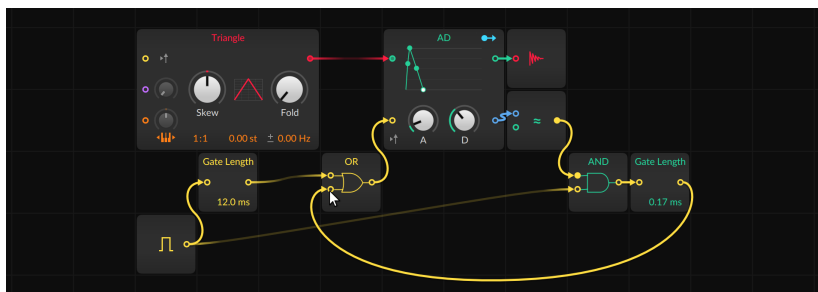 Triangle
AD
Skew
Fold
A
D
1:1
0.00 st
± 0.00 Hz
Gate Length
OR
AND
Gate Length
12.0 ms
0.17 ms